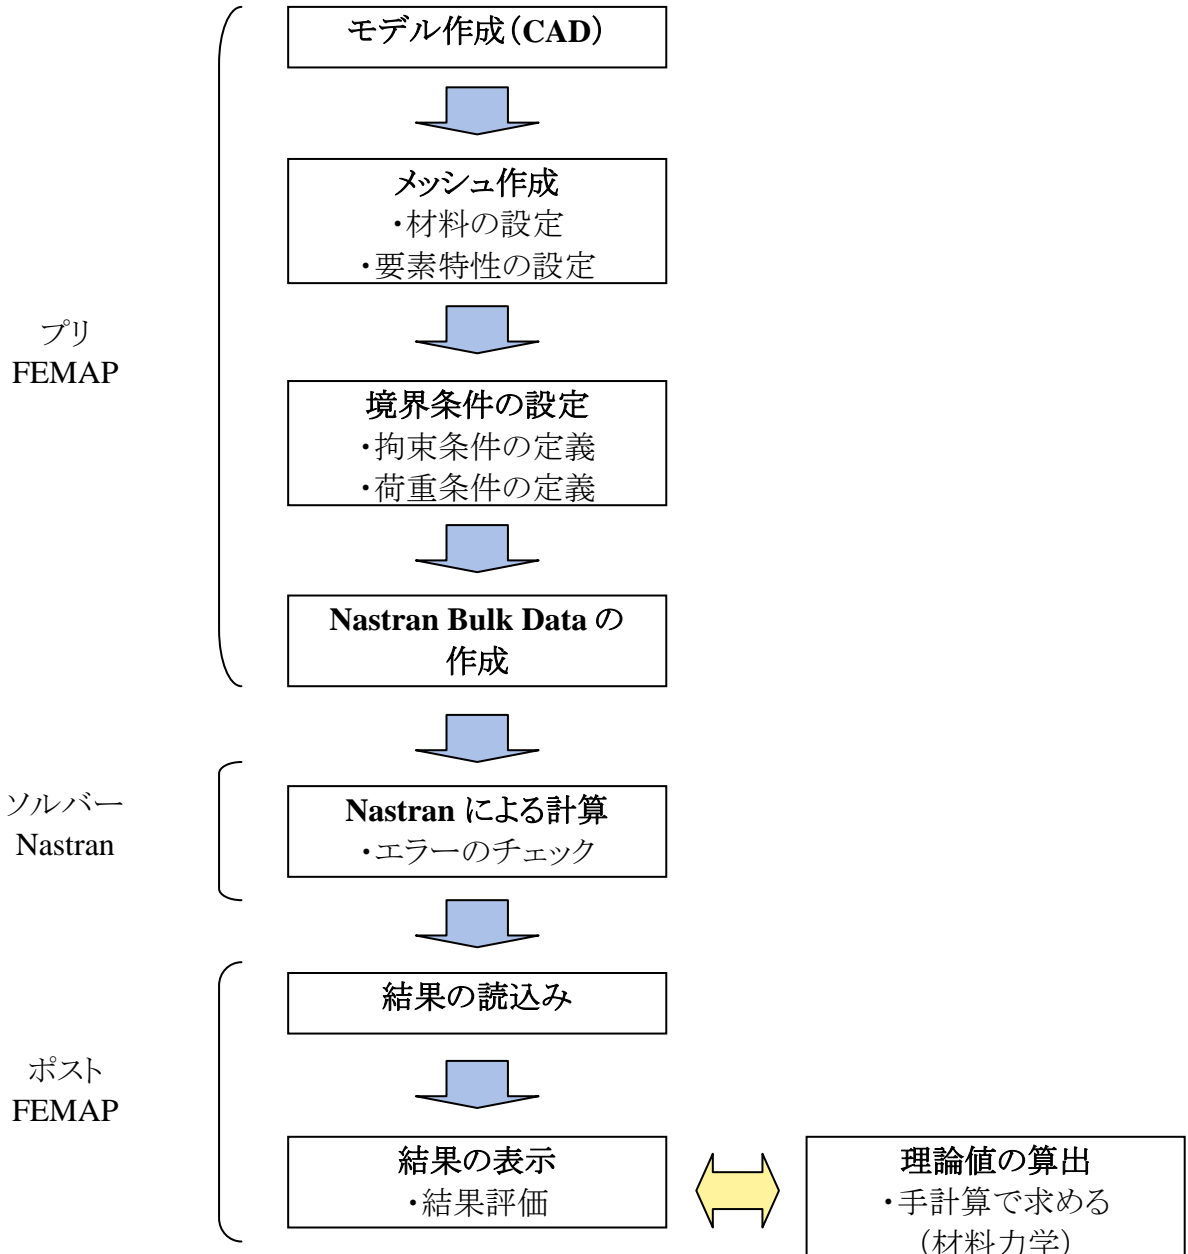 モデル作成（CAD）
メッシュ作成
・材料の設定
・要素特性の設定
プリ
FEMAP
境界条件の設定
・拘束条件の定義
・荷重条件の定義
Nastran Bulk Data の
作成
ソルバー
Nastran
Nastran による計算
・エラーのチェック
結果の読込み
ポスト
FEMAP
結果の表示
・結果評価
理論値の算出
・手計算で求める
（材料力学）